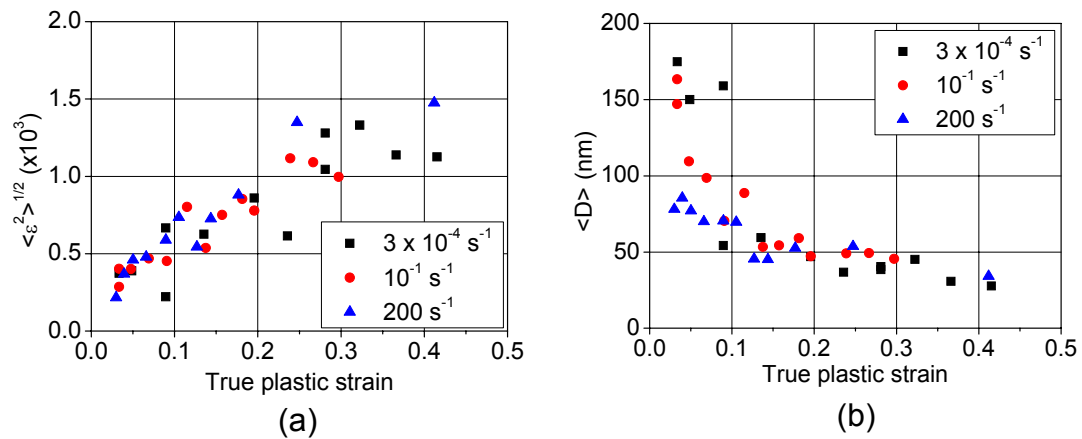 2.0
1.5
1.0
0.5
0.0
<ε²>^1/2 (x10³)
0.0 0.1 0.2 0.3 0.4 0.5
True plastic strain
3 x 10⁻⁴ s⁻¹
10⁻¹ s⁻¹
200 s⁻¹
(a)
200
150
100
50
0
<D> (nm)
0.0 0.1 0.2 0.3 0.4 0.5
True plastic strain
3 x 10⁻⁴ s⁻¹
10⁻¹ s⁻¹
200 s⁻¹
(b)